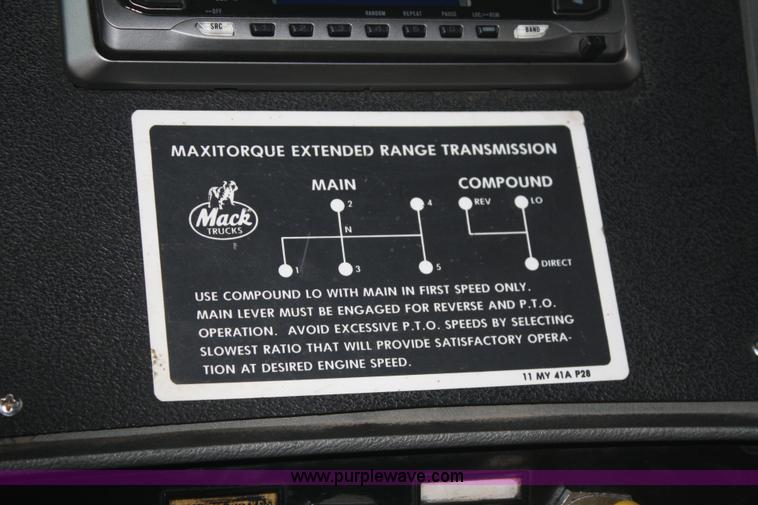 OFF
SRC
RANDOM REPEAT PAUSE LOC/DSN
BAND
MAXITORQUE EXTENDED RANGE TRANSMISSION
MAIN COMPOUND
2 4 REV LO
Mack
TRUCKS
N
1 3 5 DIRECT
USE COMPOUND LO WITH MAIN IN FIRST SPEED ONLY.
MAIN LEVER MUST BE ENGAGED FOR REVERSE AND P.T.O.
OPERATION. AVOID EXCESSIVE P.T.O. SPEEDS BY SELECTING
SLOWEST RATIO THAT WILL PROVIDE SATISFACTORY OPERA-
TION AT DESIRED ENGINE SPEED.
11 MY 41A P28
www.purplewave.com